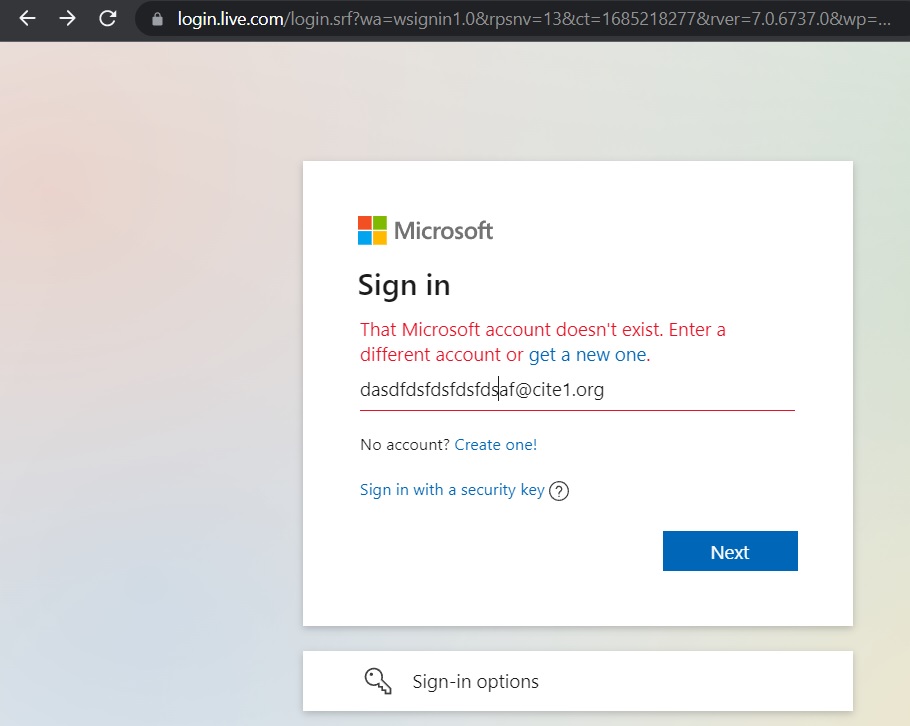 login.live.com/login.srf?wa=wsignin1.0&rpsnv=13&ct=1685218277&rver=7.0.6737.0&wp=...
Microsoft
Sign in
That Microsoft account doesn't exist. Enter a
different account or get a new one.
dasdfdsfdsfdsfdsaf@cite1.org
No account? Create one!
Sign in with a security key ?
Next
Sign-in options